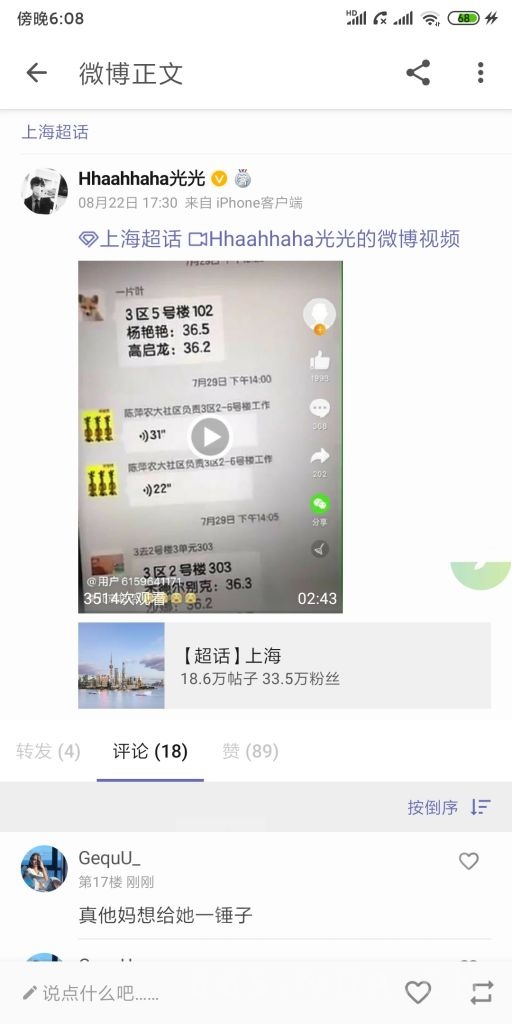 傍晚6:08
HD
68
微博正文
上海超话
Hhaahhaha光光
08月22日 17:30 来自 iPhone客户端
上海超话 Hhaahhaha光光的微博视频
一片叶
3区5号楼102
杨艳艳：36.5
高启龙：36.2
7月29日 下午14:00
陈萍农大社区负责3区2-6号楼工作
31"
陈萍农大社区负责3区2-6号楼工作
22"
7月29日 下午14:05
3去2号楼3单元303
3区2号楼303
尔别克：36.3
36.2
@用户6159641171
3514次观看
02:43
1993
368
202
分享
【超话】上海
18.6万帖子 33.5万粉丝
转发 (4)
评论 (18)
赞 (89)
按倒序
GequU_
第17楼 刚刚
真他妈想给她一锤子
说点什么吧……